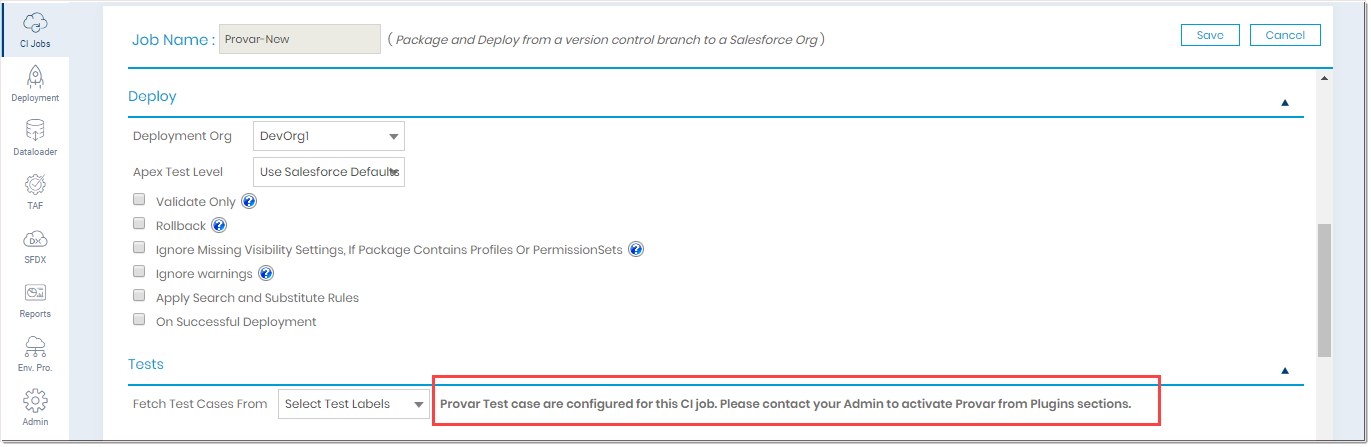 CI Jobs
Deployment
Dataloader
TAF
SFDX
Reports
Env. Pro.
Admin
Job Name : Provar-New ( Package and Deploy from a version control branch to a Salesforce Org ) Save Cancel
Deploy
Deployment Org DevOrg1
Apex Test Level Use Salesforce Defaults
Validate Only ?
Rollback ?
Ignore Missing Visibility Settings, If Package Contains Profiles Or PermissionSets ?
Ignore warnings ?
Apply Search and Substitute Rules
On Successful Deployment
Tests
Fetch Test Cases From Select Test Labels Provar Test case are configured for this CI job. Please contact your Admin to activate Provar from Plugins sections.